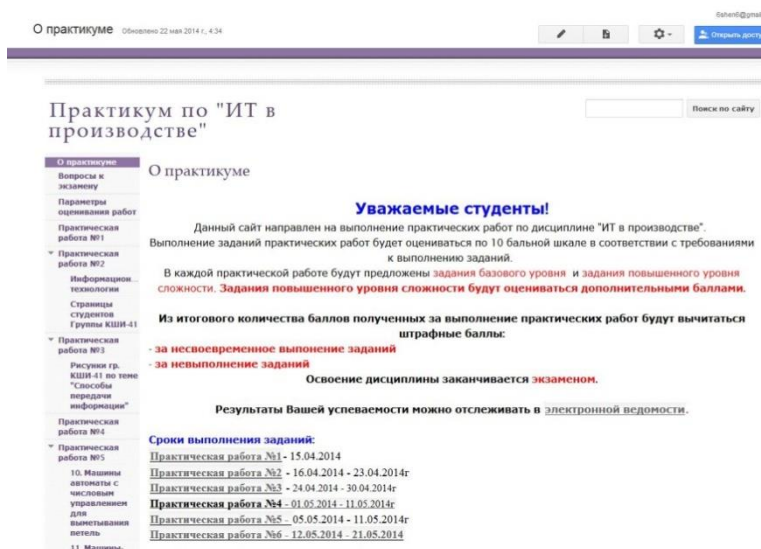 6shen6@gmail
О практикуме Обновлено 22 мая 2014 г., 4:34
Открыть досту
Практикум по "ИТ в
производстве"
Поиск по сайту
О практикуме
Вопросы к
экзамену
Параметры
оценивания работ
Практическая
работа №1
Практическая
работа №2
Информацион...
технологии
Страницы
студентов
Группы КШИ-41
Практическая
работа №3
Рисунки гр.
КШИ-41 по теме
"Способы
передачи
информации"
Практическая
работа №4
Практическая
работа №5
10. Машины
автоматы с
числовым
управлением
для
выметывания
петель
11. Машины-
О практикуме
Уважаемые студенты!
Данный сайт направлен на выполнение практических работ по дисциплине "ИТ в производстве".
Выполнение заданий практических работ будет оцениваться по 10 бальной шкале в соответствии с требованиями
к выполнению заданий.
В каждой практической работе будут предложены задания базового уровня и задания повышенного уровня
сложности. Задания повышенного уровня сложности будут оцениваться дополнительными баллами.
Из итогового количества баллов полученных за выполнение практических работ будут вычитаться
штрафные баллы:
- за несвоевременное выпонение заданий
- за невыполнение заданий
Освоение дисциплины заканчивается экзаменом.
Результаты Вашей успеваемости можно отслеживать в электронной ведомости.
Сроки выполнения заданий:
Практическая работа №1- 15.04.2014
Практическая работа №2 - 16.04.2014 - 23.04.2014г
Практическая работа №3 - 24.04.2014 - 30.04.2014г
Практическая работа №4 - 01.05.2014 - 11.05.2014г
Практическая работа №5 - 05.05.2014 - 11.05.2014г
Практическая работа №6 - 12.05.2014 - 21.05.2014